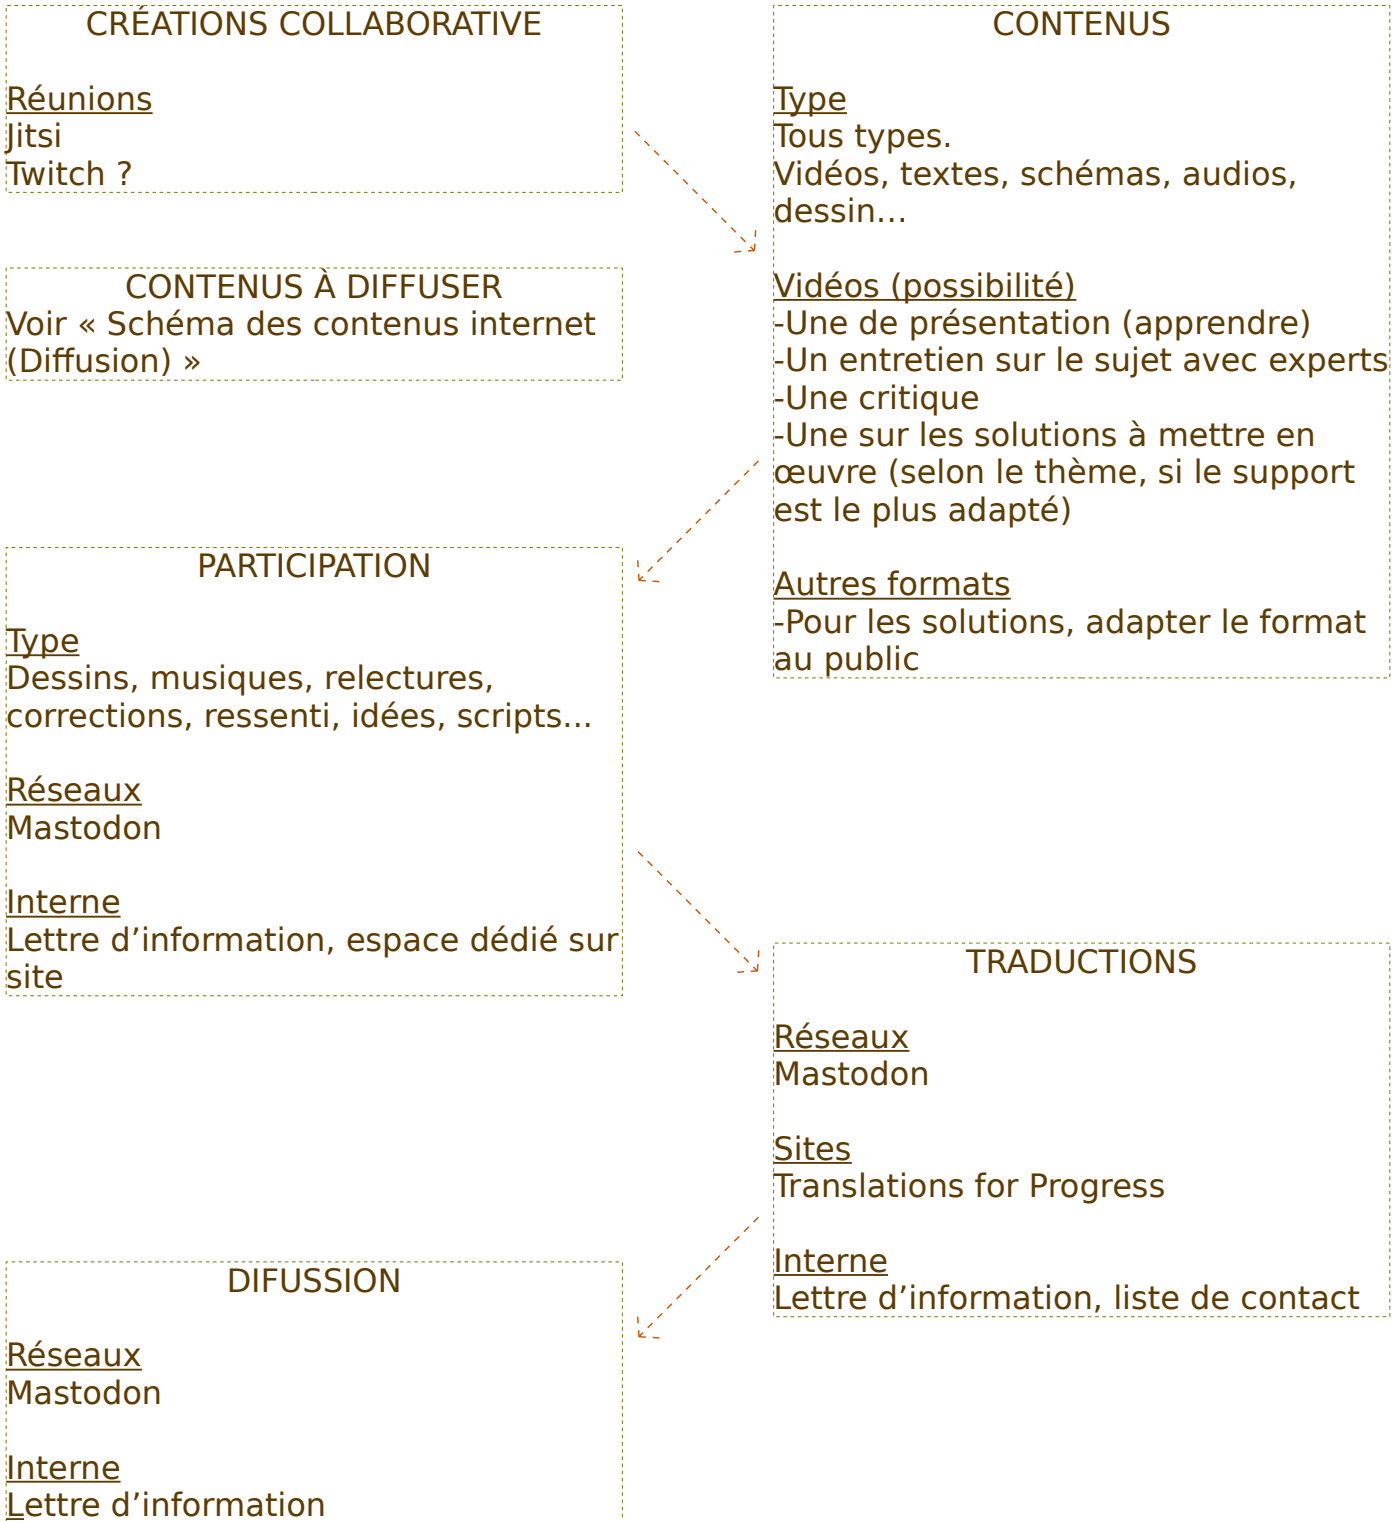 CRÉATIONS COLLABORATIVE
Réunions
Jitsi
Twitch ?
CONTENUS À DIFFUSER
Voir « Schéma des contenus internet
(Diffusion) »
CONTENUS
Type
Tous types.
Vidéos, textes, schémas, audios,
dessin…
Vidéos (possibilité)
-Une de présentation (apprendre)
-Un entretien sur le sujet avec experts
-Une critique
-Une sur les solutions à mettre en
œuvre (selon le thème, si le support
est le plus adapté)
Autres formats
-Pour les solutions, adapter le format
au public
PARTICIPATION
Type
Dessins, musiques, relectures,
corrections, ressenti, idées, scripts…
Réseaux
Mastodon
Interne
Lettre d’information, espace dédié sur
site
TRADUCTIONS
Réseaux
Mastodon
Sites
Translations for Progress
Interne
Lettre d’information, liste de contact
DIFUSSION
Réseaux
Mastodon
Interne
Lettre d’information